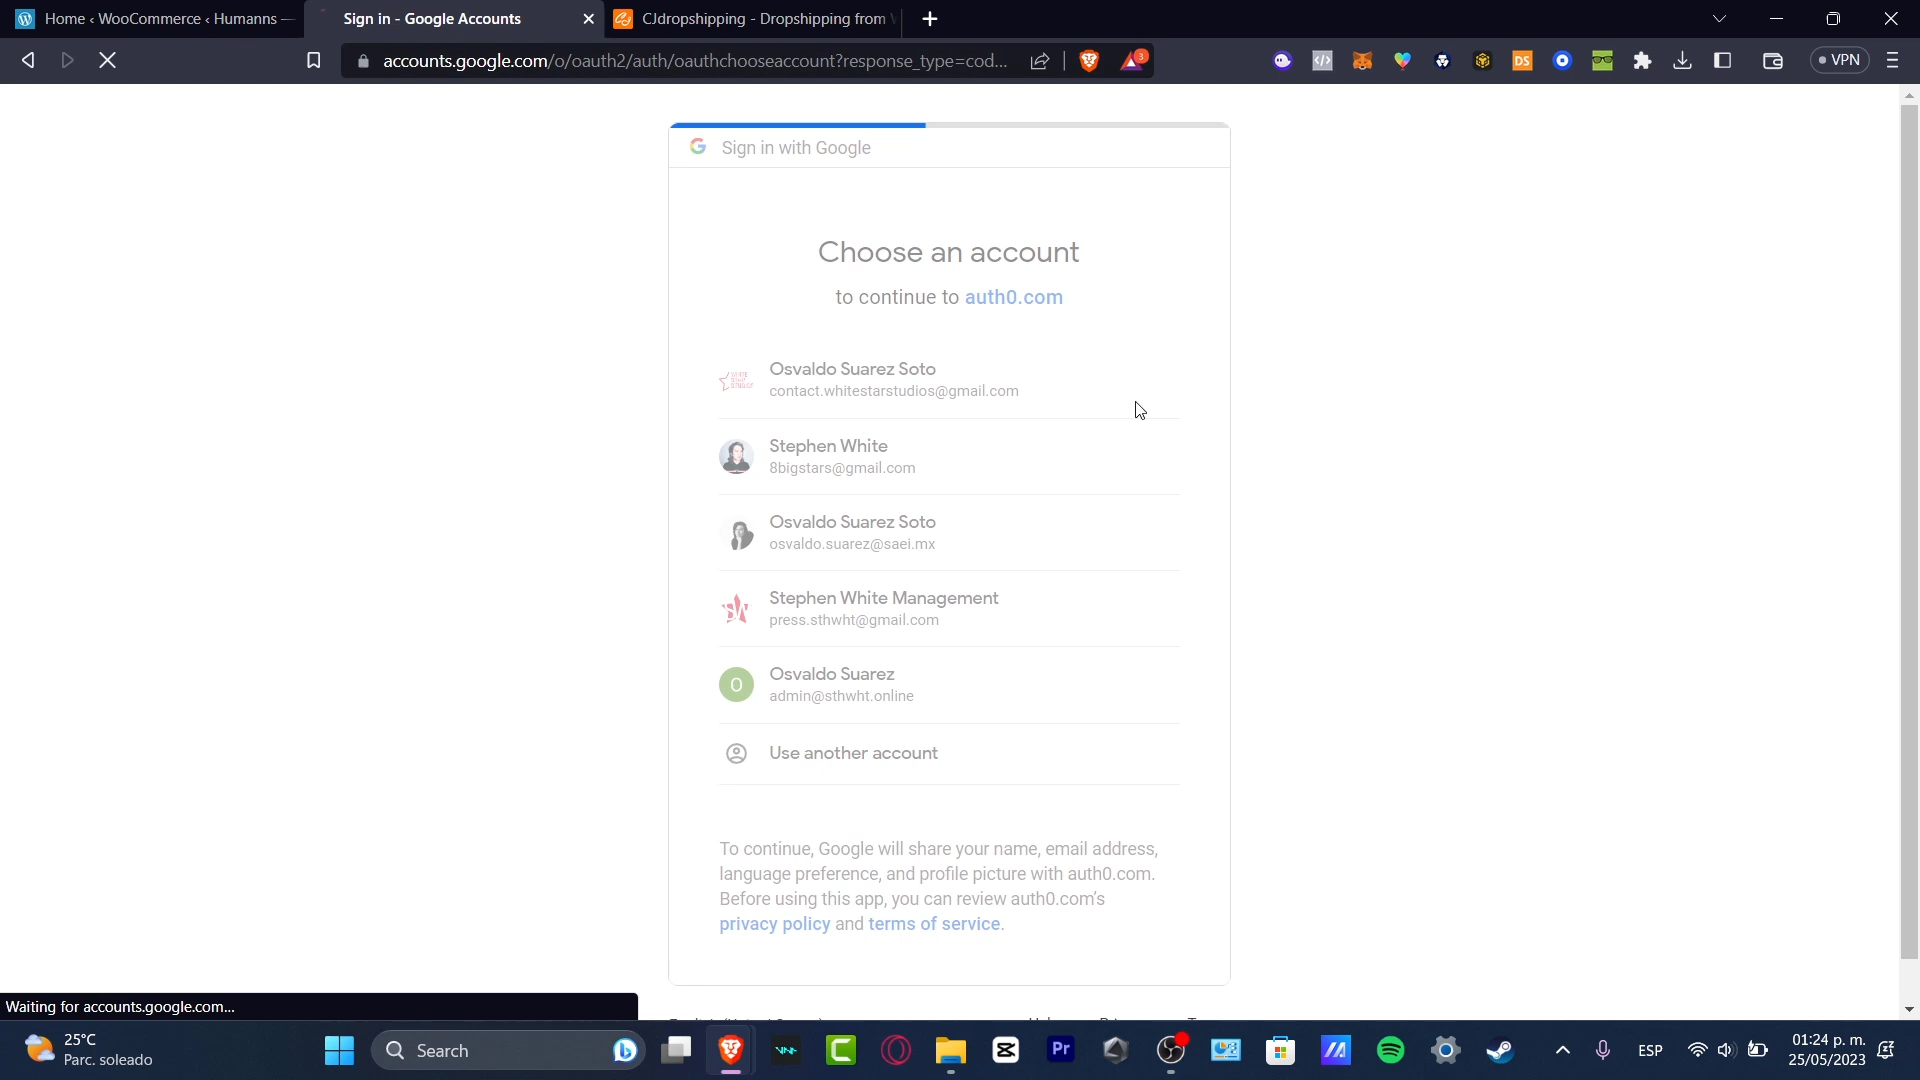 Home ‹ WooCommerce ‹ Humanns —
Sign in - Google Accounts
CJdropshipping - Dropshipping from
accounts.google.com/o/oauth2/auth/oauthchooseaccount?response_type=cod...
3
DS
VPN
Sign in with Google
Choose an account
to continue to auth0.com
Osvaldo Suarez Soto
contact.whitestarstudios@gmail.com
Stephen White
8bigstars@gmail.com
Osvaldo Suarez Soto
osvaldo.suarez@saei.mx
Stephen White Management
press.sthwht@gmail.com
O
Osvaldo Suarez
admin@sthwht.online
Use another account
To continue, Google will share your name, email address,
language preference, and profile picture with auth0.com.
Before using this app, you can review auth0.com's
privacy policy and terms of service.
Waiting for accounts.google.com...
25°C
Parc. soleado
Search
Pr
ESP
01:24 p. m.
25/05/2023